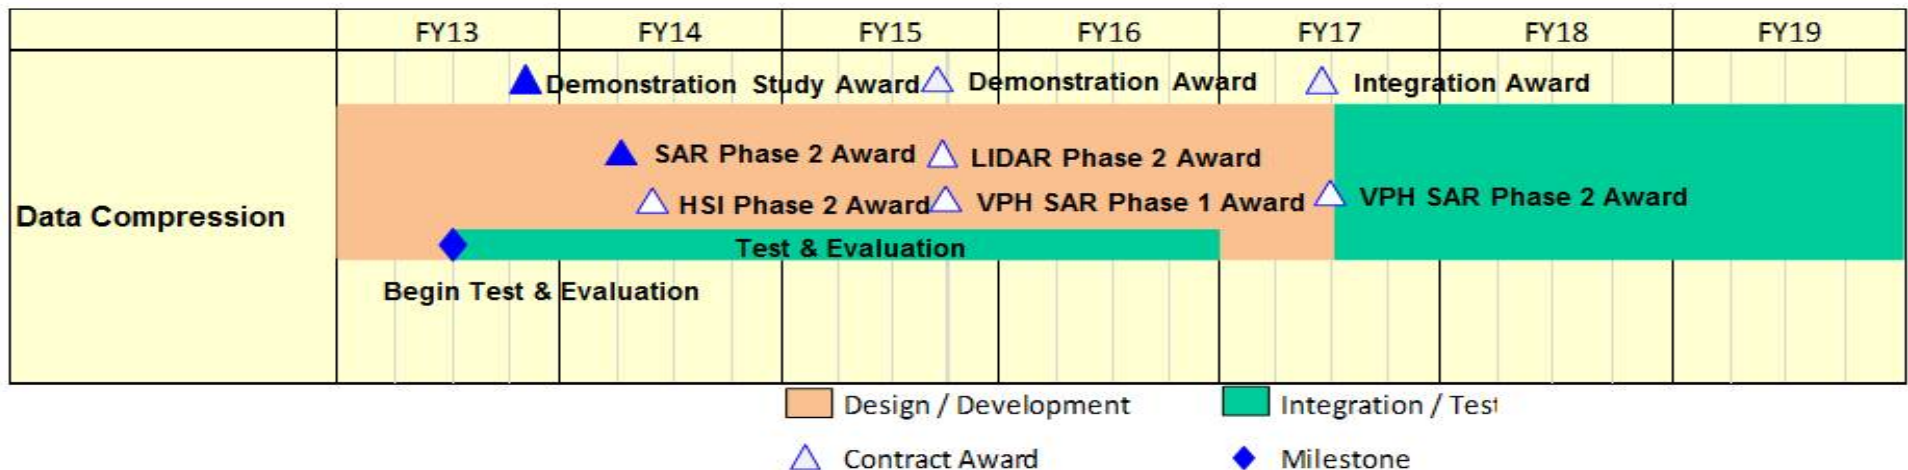 FY13 FY14 FY15 FY16 FY17 FY18 FY19
Demonstration Study Award Demonstration Award Integration Award
SAR Phase 2 Award LIDAR Phase 2 Award
HSI Phase 2 Award VPH SAR Phase 1 Award VPH SAR Phase 2 Award
Data Compression
Test & Evaluation
Begin Test & Evaluation
Design / Development Integration / Test
Contract Award Milestone